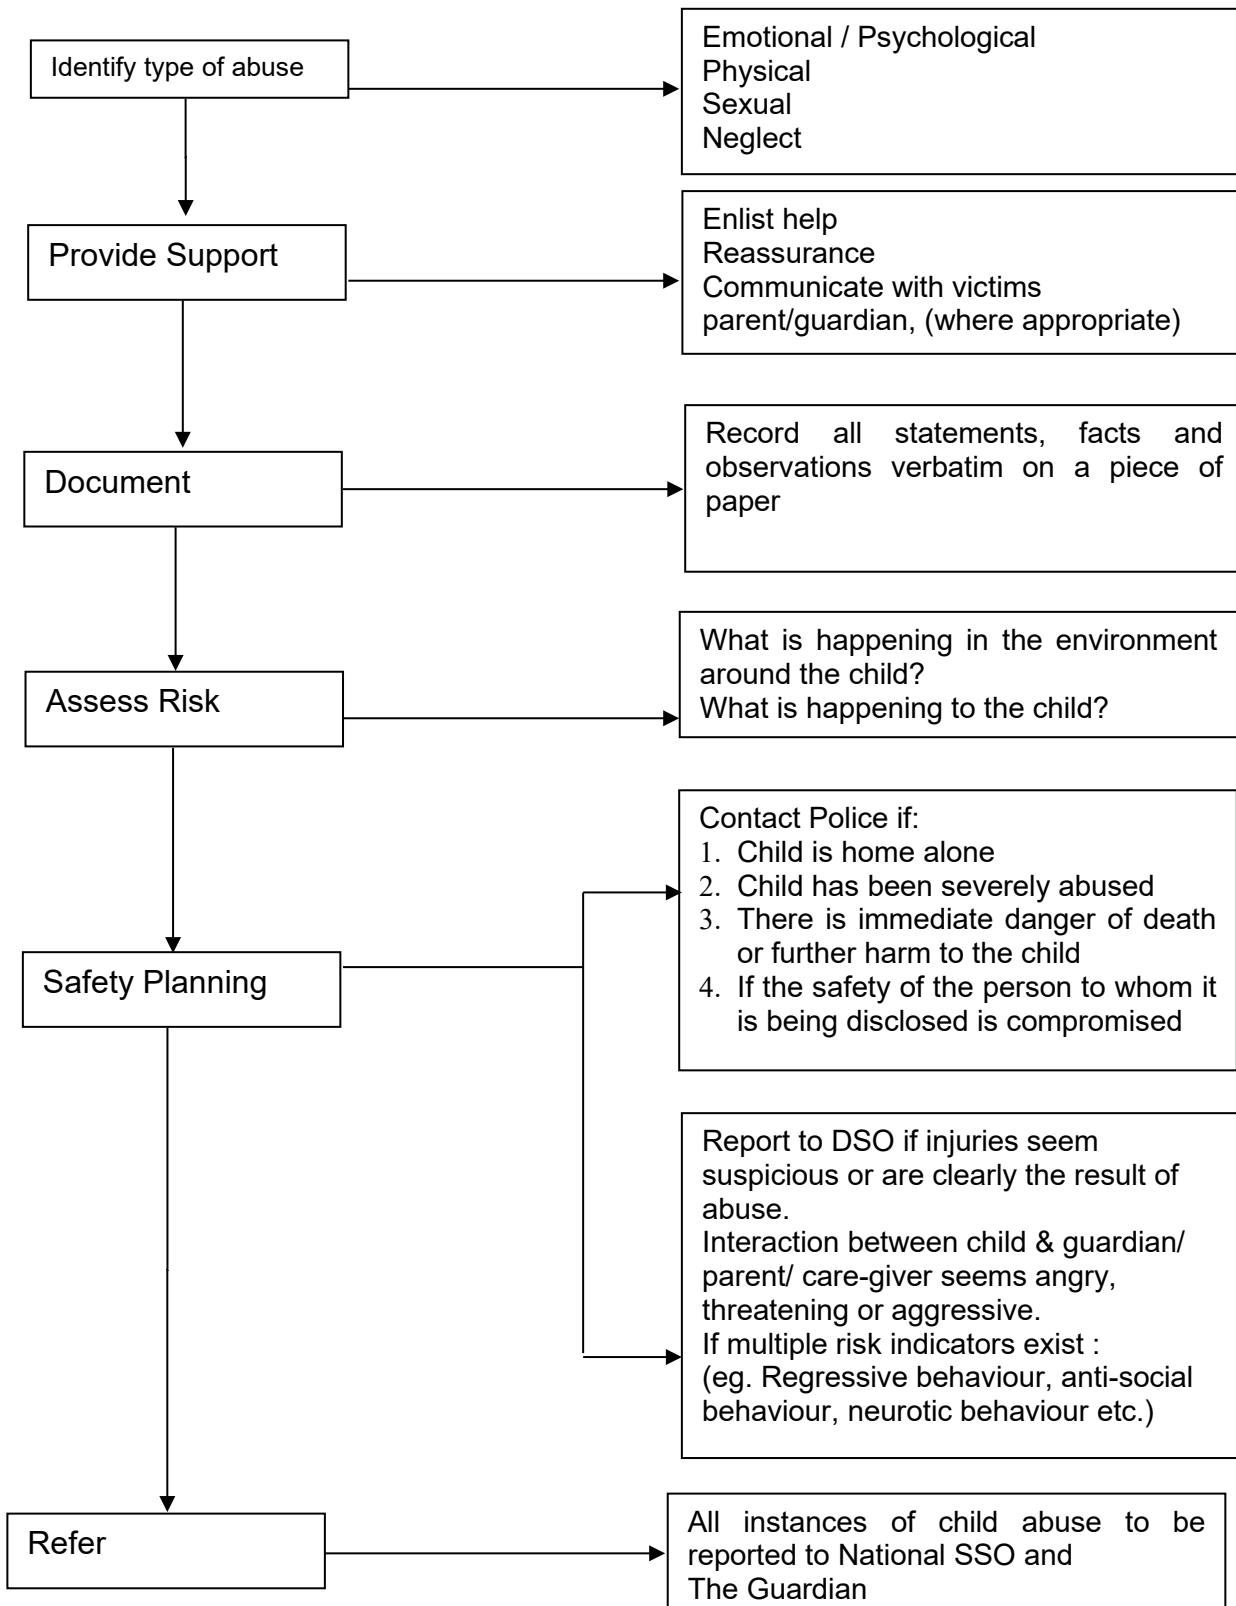 Identify type of abuse
Emotional / Psychological
Physical
Sexual
Neglect
Provide Support
Enlist help
Reassurance
Communicate with victims
parent/guardian, (where appropriate)
Document
Record all statements, facts and
observations verbatim on a piece of
paper
Assess Risk
What is happening in the environment
around the child?
What is happening to the child?
Safety Planning
Contact Police if:
1. Child is home alone
2. Child has been severely abused
3. There is immediate danger of death
or further harm to the child
4. If the safety of the person to whom it
is being disclosed is compromised
Report to DSO if injuries seem
suspicious or are clearly the result of
abuse.
Interaction between child & guardian/
parent/ care-giver seems angry,
threatening or aggressive.
If multiple risk indicators exist :
(eg. Regressive behaviour, anti-social
behaviour, neurotic behaviour etc.)
Refer
All instances of child abuse to be
reported to National SSO and
The Guardian